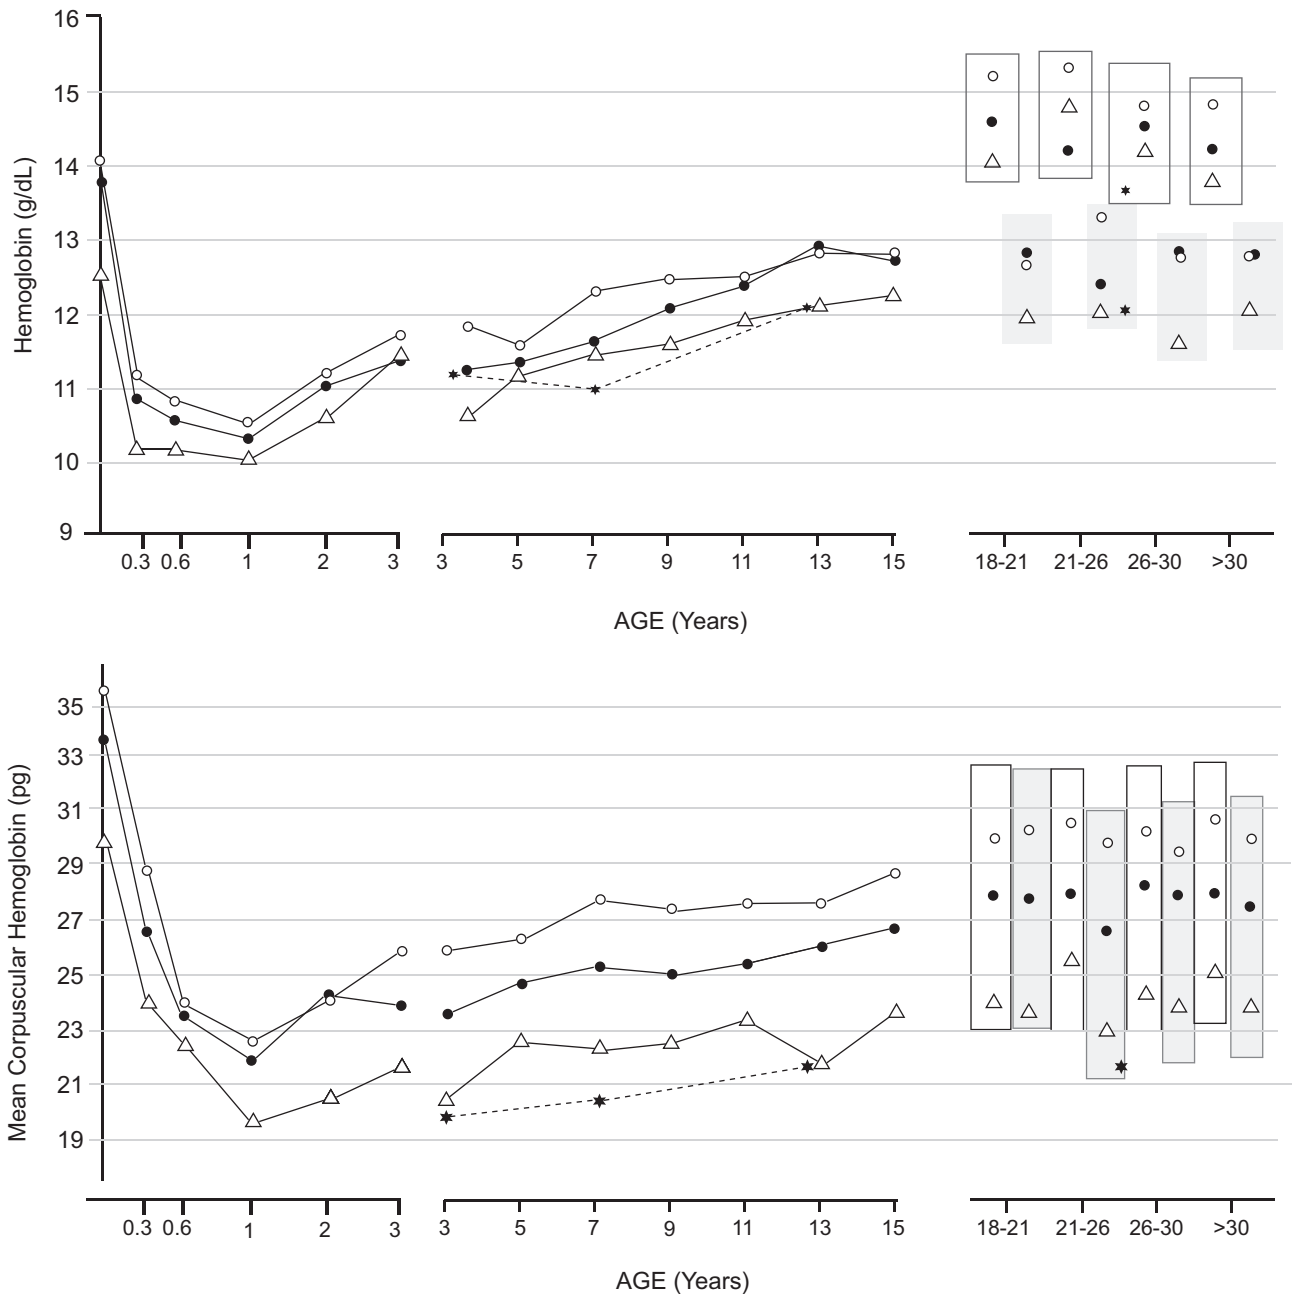 16
15
14
13
12
11
10
9
Hemoglobin (g/dL)
0.3 0.6 1 2 3 3 5 7 9 11 13 15 18-21 21-26 26-30 >30
AGE (Years)
35
33
31
29
27
25
23
21
19
Mean Corpuscular Hemoglobin (pg)
0.3 0.6 1 2 3 3 5 7 9 11 13 15 18-21 21-26 26-30 >30
AGE (Years)